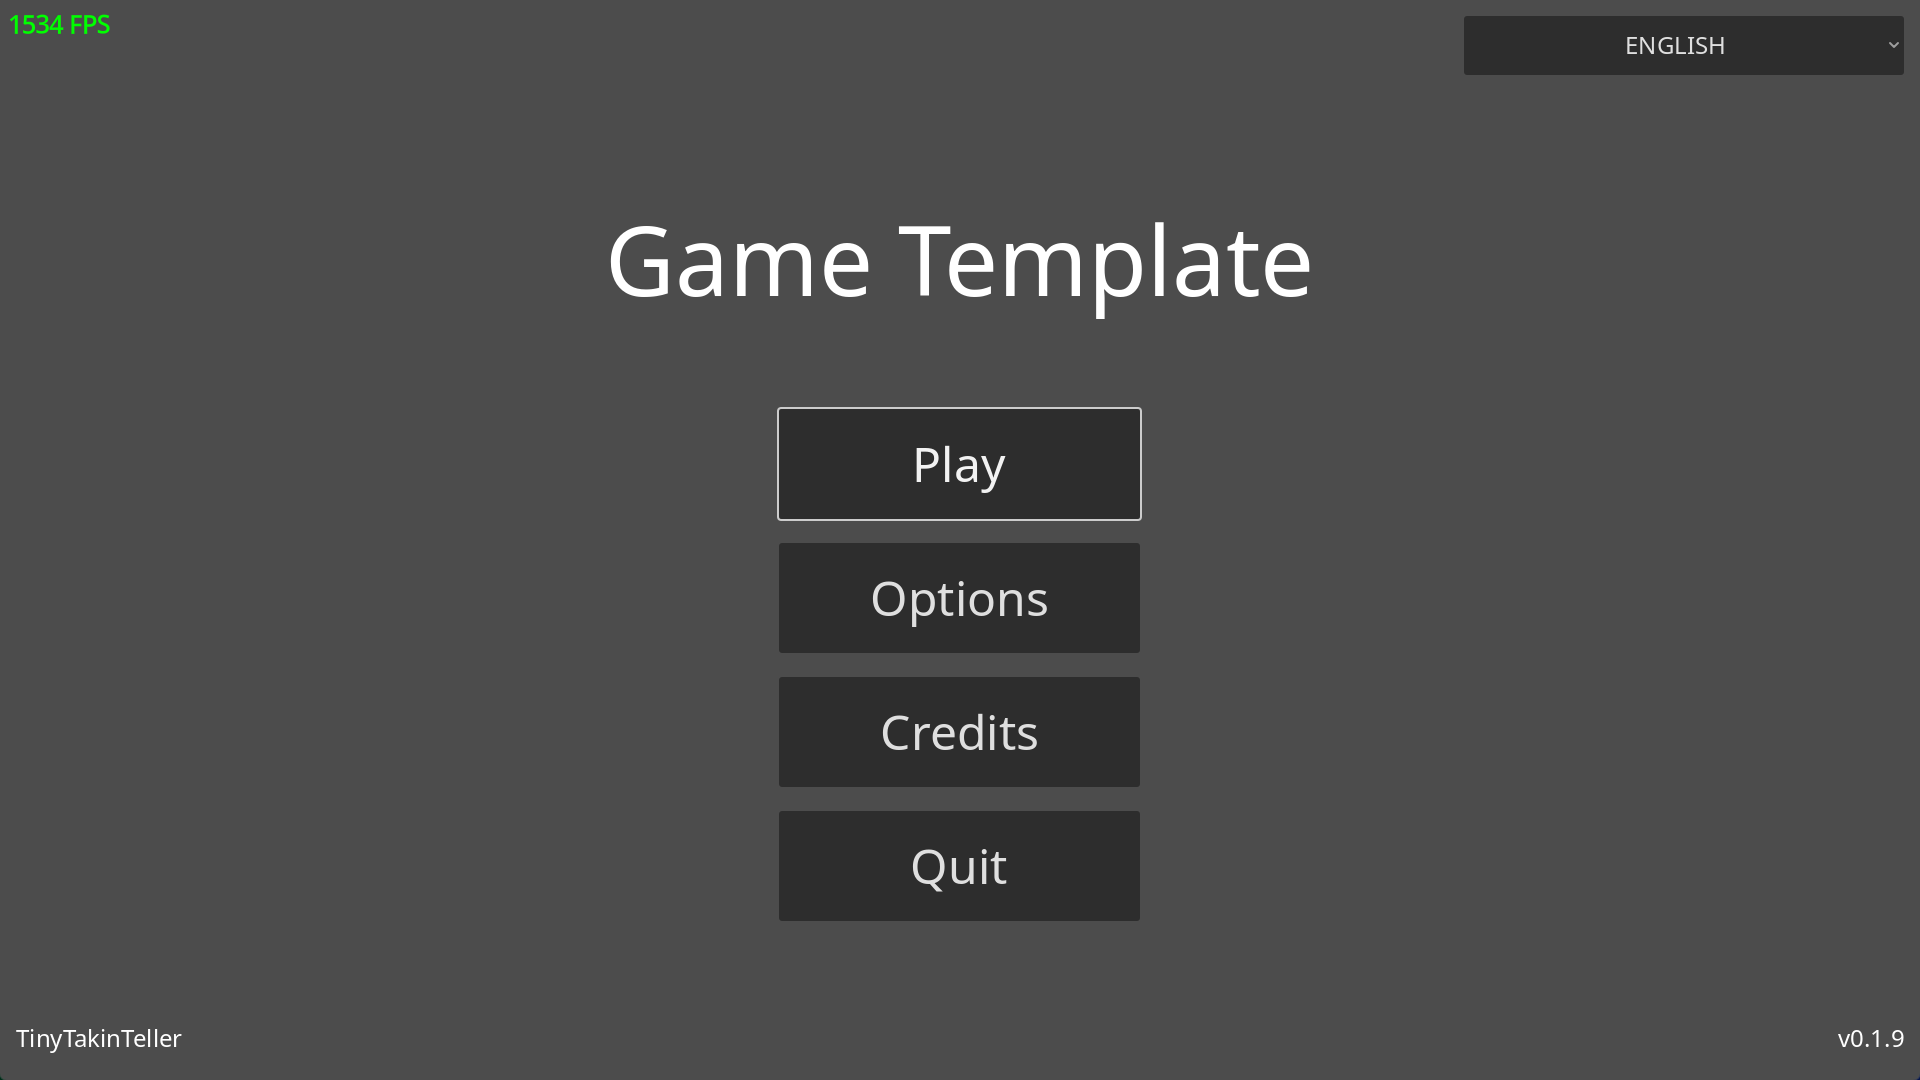 1534 FPS
ENGLISH
Game Template
Play
Options
Credits
Quit
TinyTakinTeller
v0.1.9